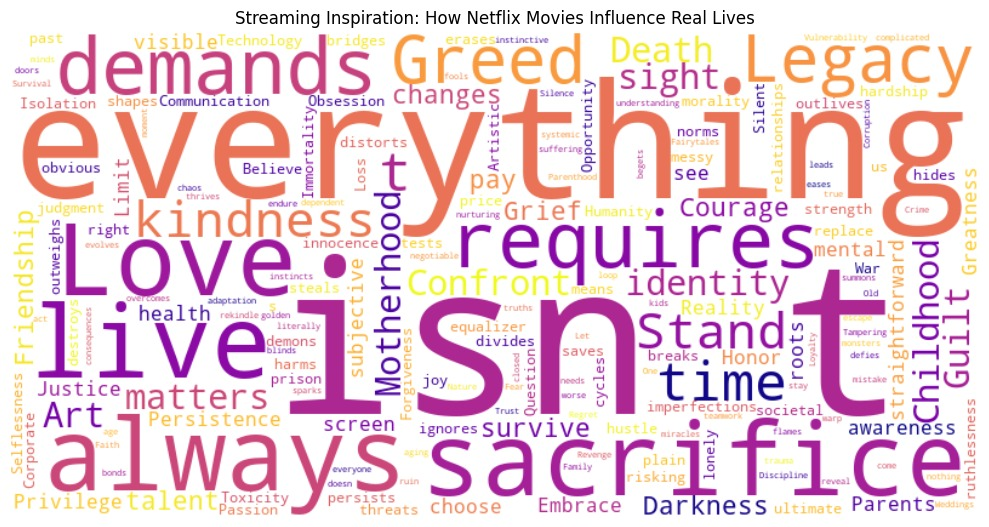 Streaming Inspiration: How Netflix Movies Influence Real Lives
past
visible
Technology
bridges
erases
instinctive
Death
Vulnerability
complicated
minds
doors
Survival
demands
Greed
fools
sight
Legacy
hardship
Isolation
shapes
Communication
Obsession
changes
Silence
understanding
morality
outlives
moment
everything
obvious
Believe
Immortality
distorts
Loss
Artistic
systemic
suffering
Parenthood
Opportunity
norms
messy
Fairytales
see
Silent
relationships
us
Corruption
leads
eases
true
hides
Limit
t
pay
begets
chaos
thrives
endure
dependent
judgment
kindness
price
nurturing
Grief
Humanity
Courage
strength
Crime
Greatness
Friendship
outweighs
right
evolves
Love
innocence
tests
negotiable
requires
replace
mental
instincts
steals
Motherhood
Confront
means
loop
identity
War
summons
Old
straightforward
Childhood
Guilt
overcomes
adaptation
s
subjective
truths
kids
Reality
escape
Tampering
monsters
defies
act
destroys
consequences
live
health
rekindle
golden
literally
blinds
demons
harms
prison
sparks
isn
t
equalizer
divides
Let
saves
closed
Stand
breaks
Honor
roots
loyalty
mistake
Justice
matters
joy
Nature
Fear
Question
needs
worse
cycles
One
time
stay
Selflessness
Corporate
Art
Persistence
Forgiveness
screen
ignores
Trust
Regret
survive
hustle
imperfections
teamwork
societal
warp
awareness
ruthlessness
age
Faith
bonds
always
everyone
doesn
aging
ruin
sacrifice
miracles
flames
Revenge
Family
plain
risking
lonely
trauma
Discipline
come
reveal
nothing
Privilege
talent
Toxicity
Passion
persists
threats
choose
Embrace
Darkness
ultimate
Parents
Weddings